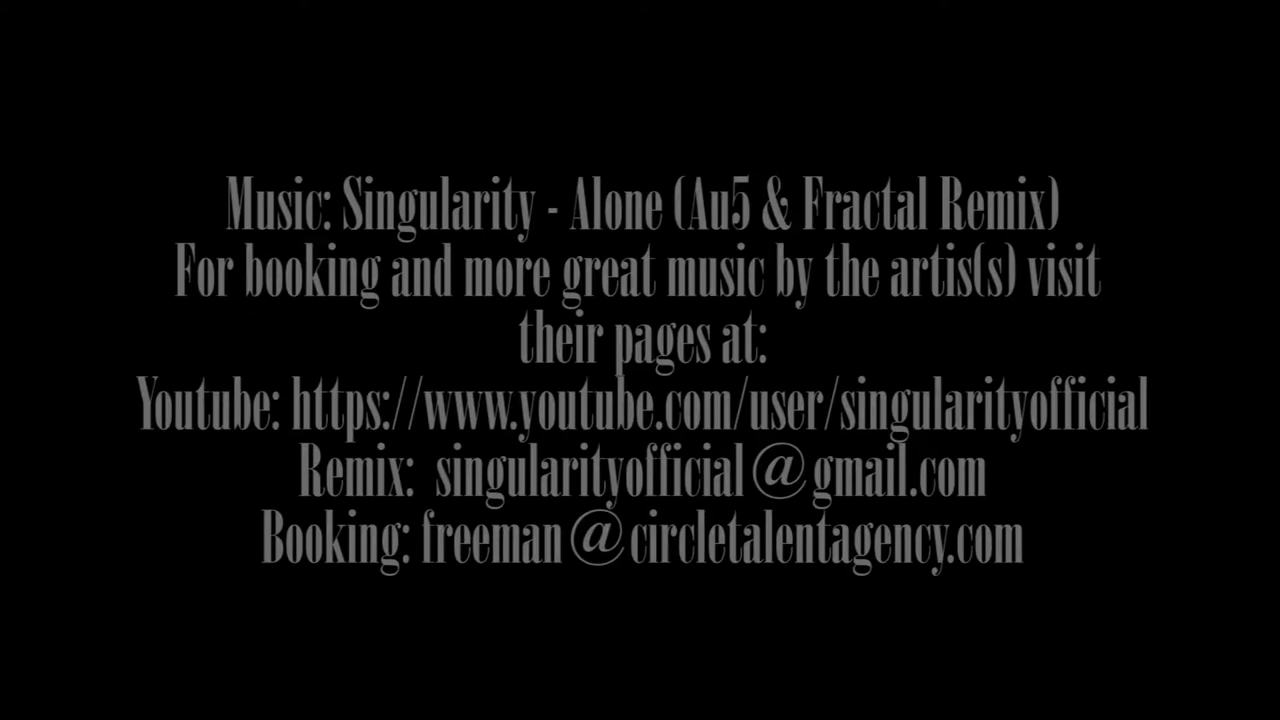 Music: Singularity - Alone (Au5 & Fractal Remix)
For booking and more great music by the artis(s) visit
their pages at:
Youtube: https://www.youtube.com/user/singularityofficial
Remix:  singularityofficial@gmail.com
Booking: freeman@circletalentagency.com